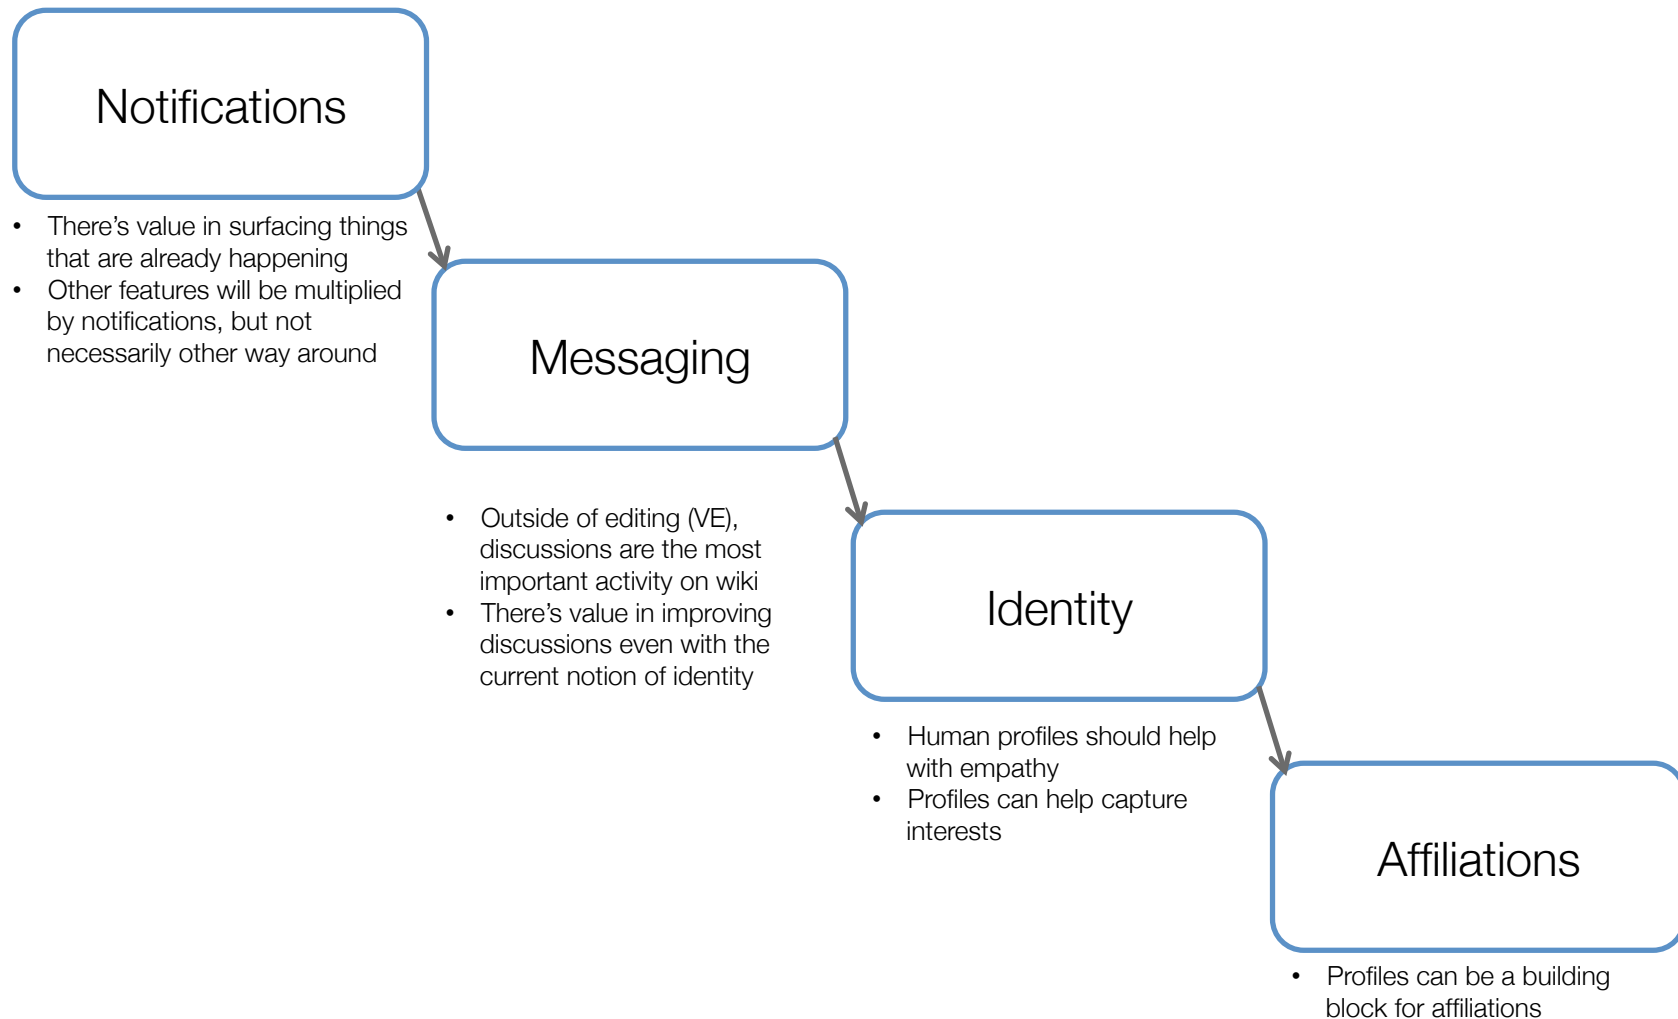 Notifications
• There’s value in surfacing things
that are already happening
• Other features will be multiplied
by notifications, but not
necessarily other way around
Messaging
• Outside of editing (VE),
discussions are the most
important activity on wiki
• There’s value in improving
discussions even with the
current notion of identity
Identity
• Human profiles should help
with empathy
• Profiles can help capture
interests
Affiliations
• Profiles can be a building
block for affiliations